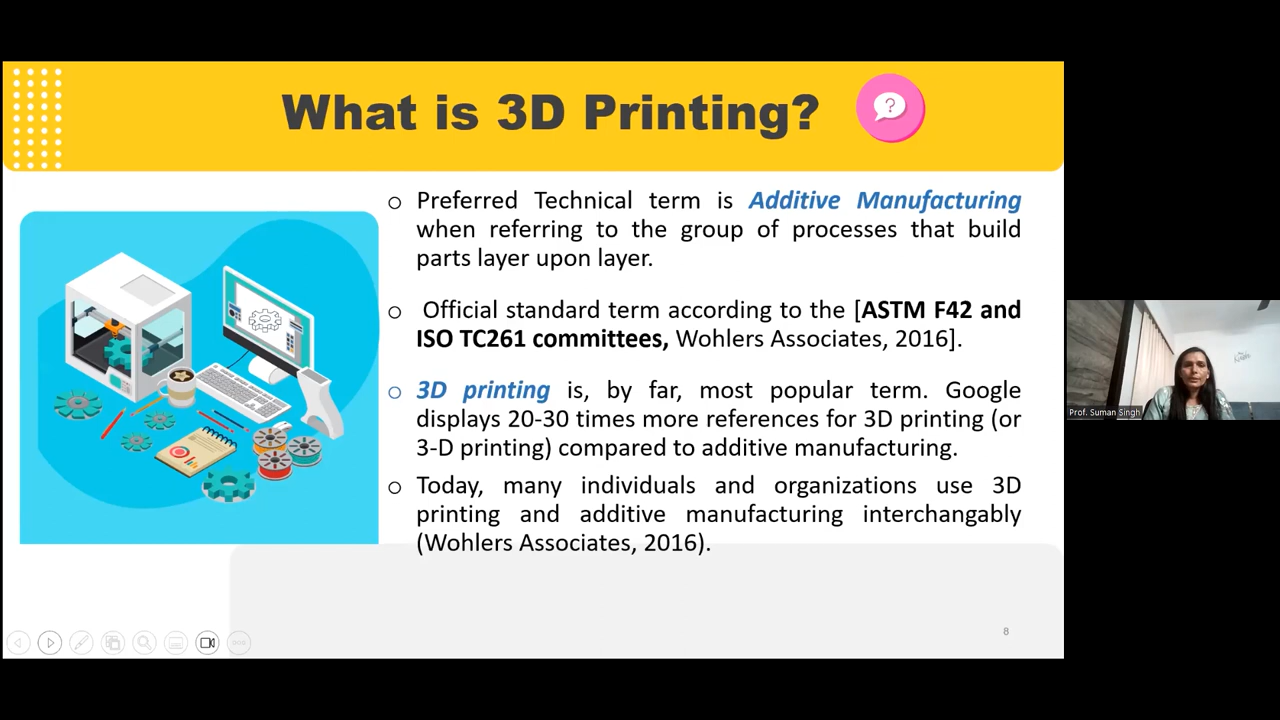 What is 3D Printing?
?
o Preferred Technical term is Additive Manufacturing
when referring to the group of processes that build
parts layer upon layer.
o Official standard term according to the [ASTM F42 and
ISO TC261 committees, Wohlers Associates, 2016].
o 3D printing is, by far, most popular term. Google
displays 20-30 times more references for 3D printing (or
3-D printing) compared to additive manufacturing.
o Today, many individuals and organizations use 3D
printing and additive manufacturing interchangably
(Wohlers Associates, 2016).
8
Prof. Suman Singh